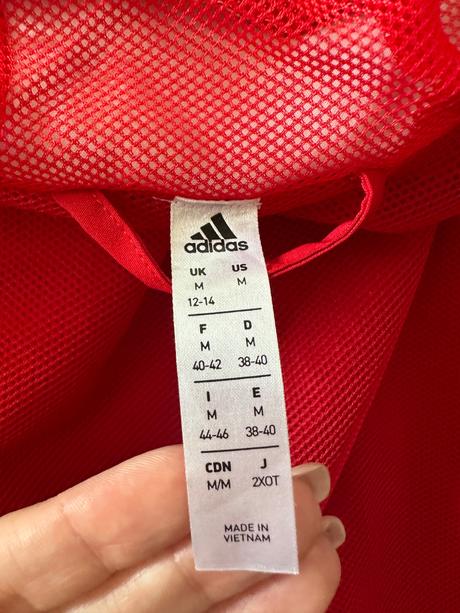 adidas
UK US
M M
12-14
F D
M M
40-42 38-40
I E
M M
44-46 38-40
CDN J
M/M 2XOT
MADE IN
VIETNAM